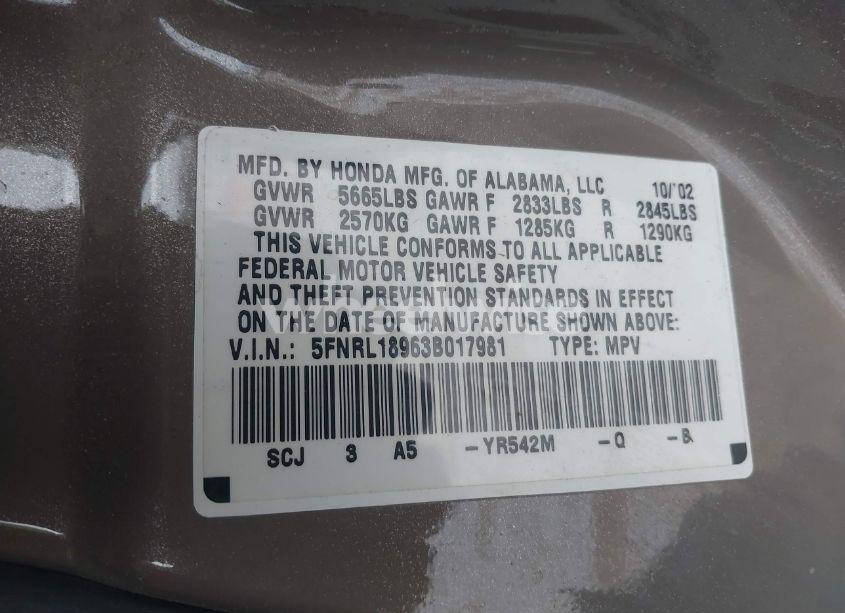 MFD. BY HONDA MFG. OF ALABAMA, LLC 10/'02
GVWR 5665LBS GAWR F 2833LBS R 2845LBS
GVWR 2570KG GAWR F 1285KG R 1290KG
THIS VEHICLE CONFORMS TO ALL APPLICABLE
FEDERAL MOTOR VEHICLE SAFETY
AND THEFT PREVENTION STANDARDS IN EFFECT
ON THE DATE OF MANUFACTURE SHOWN ABOVE:
V.I.N.: 5FNRL18963B017981 TYPE: MPV
SCJ 3 A5 -YR542M -Q -B